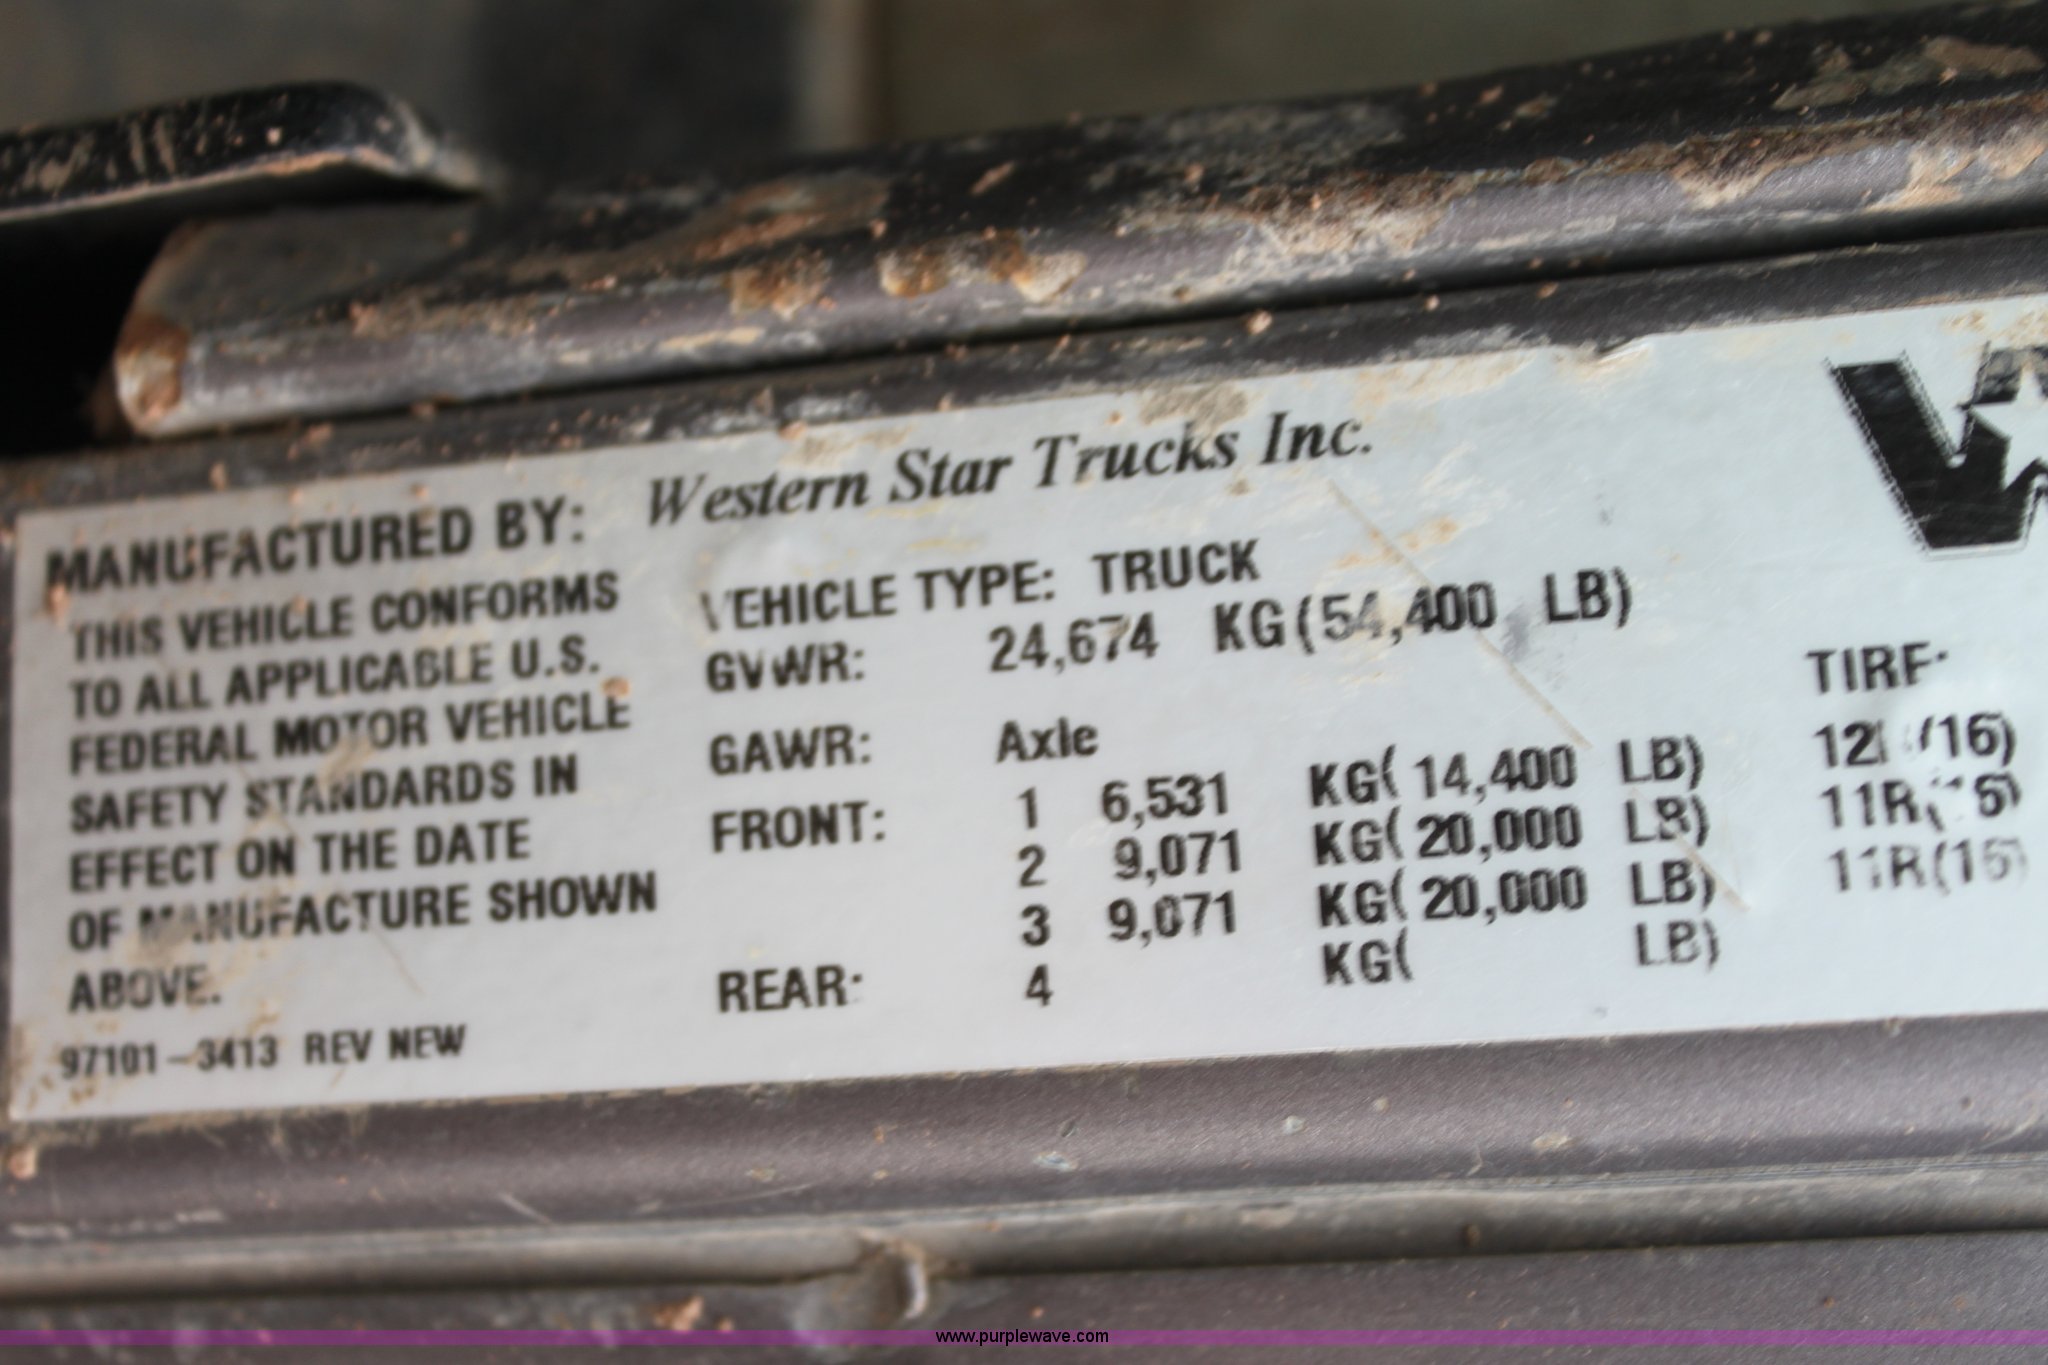 MANUFACTURED BY: Western Star Trucks Inc.
THIS VEHICLE CONFORMS
TO ALL APPLICABLE U.S.
FEDERAL MOTOR VEHICLE
SAFETY STANDARDS IN
EFFECT ON THE DATE
OF MANUFACTURE SHOWN
ABOVE.
97101-3413 REV NEW
VEHICLE TYPE: TRUCK
GVWR: 24,674 KG(54,400 LB)
GAWR: Axle TIRE
FRONT: 1 6,531 KG( 14,400 LB)
2 9,071 KG( 20,000 LB)
3 9,071 KG( 20,000 LB) 11R(16)
REAR: 4 KG( LB)
www.purplewave.com